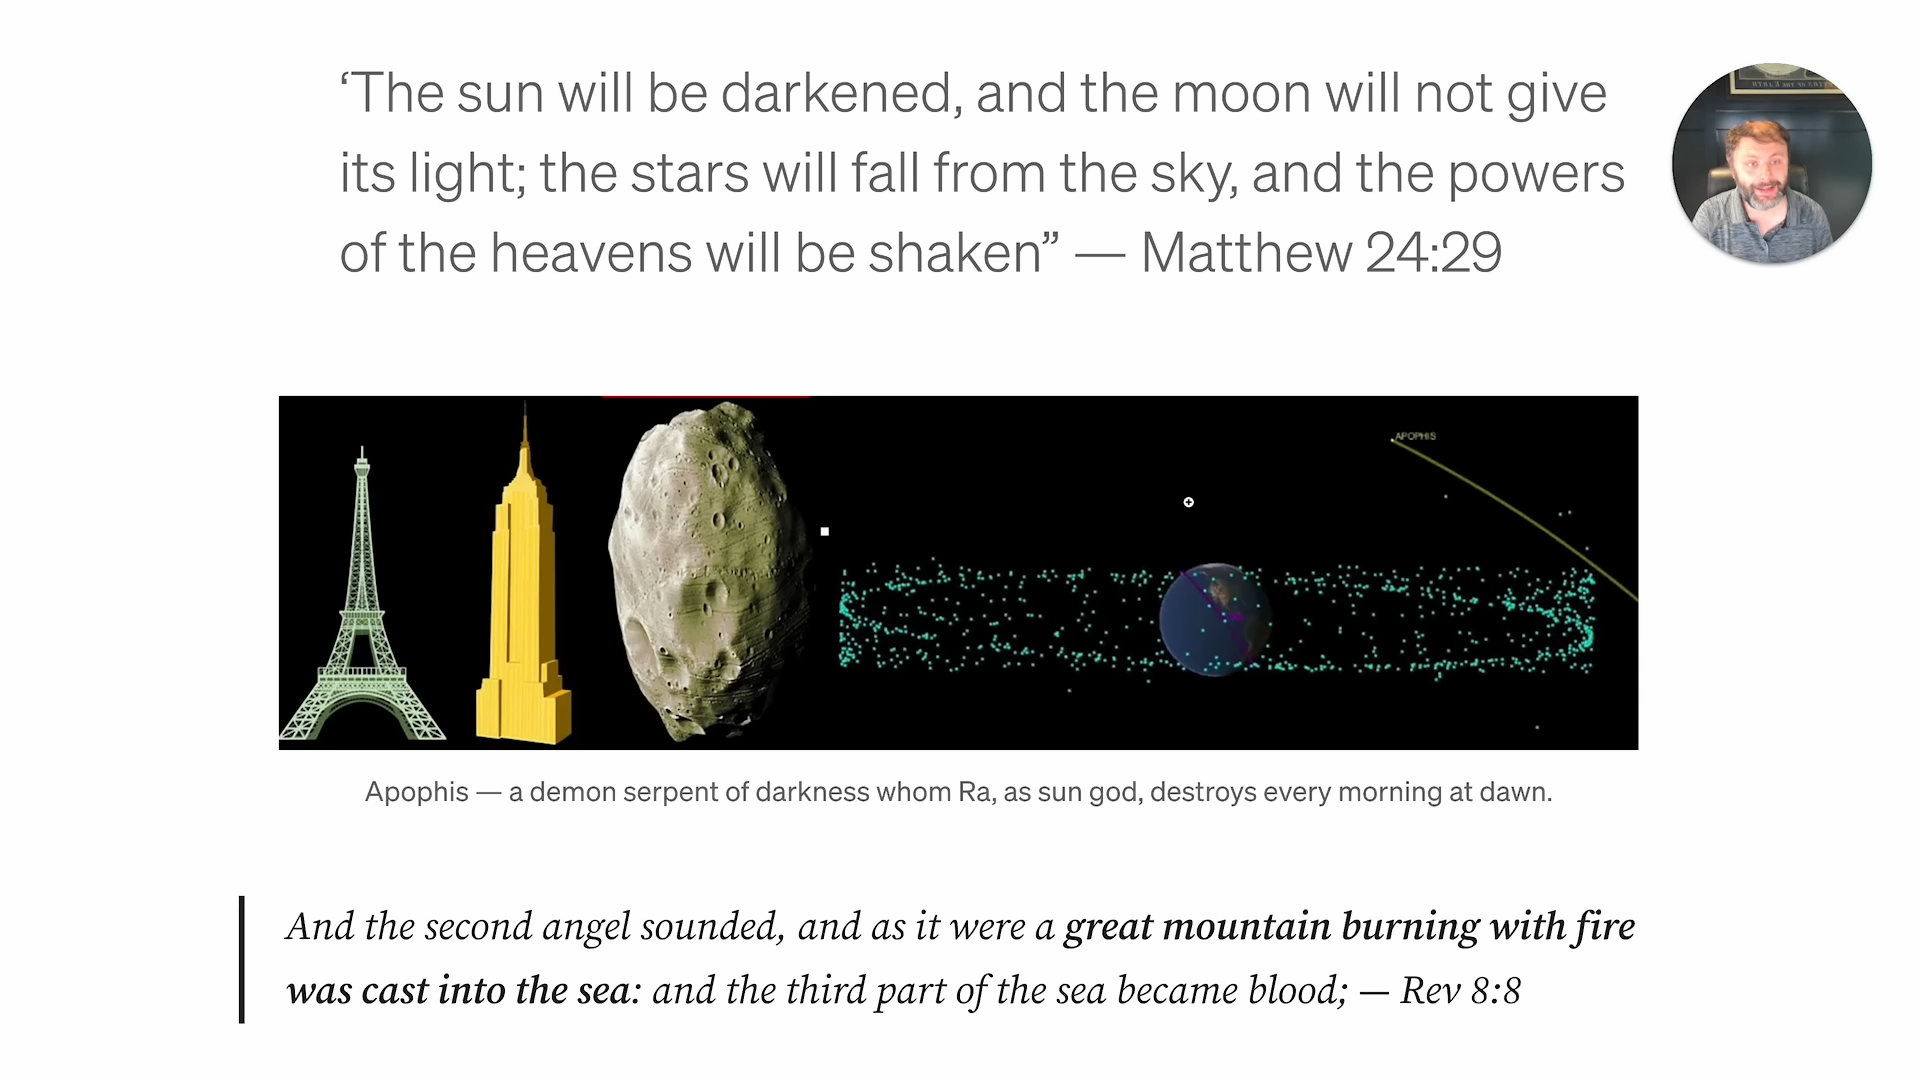 ‘The sun will be darkened, and the moon will not give
its light; the stars will fall from the sky, and the powers
of the heavens will be shaken” — Matthew 24:29
APOPHIS
Apophis — a demon serpent of darkness whom Ra, as sun god, destroys every morning at dawn.
And the second angel sounded, and as it were a great mountain burning with fire
was cast into the sea: and the third part of the sea became blood; — Rev 8:8